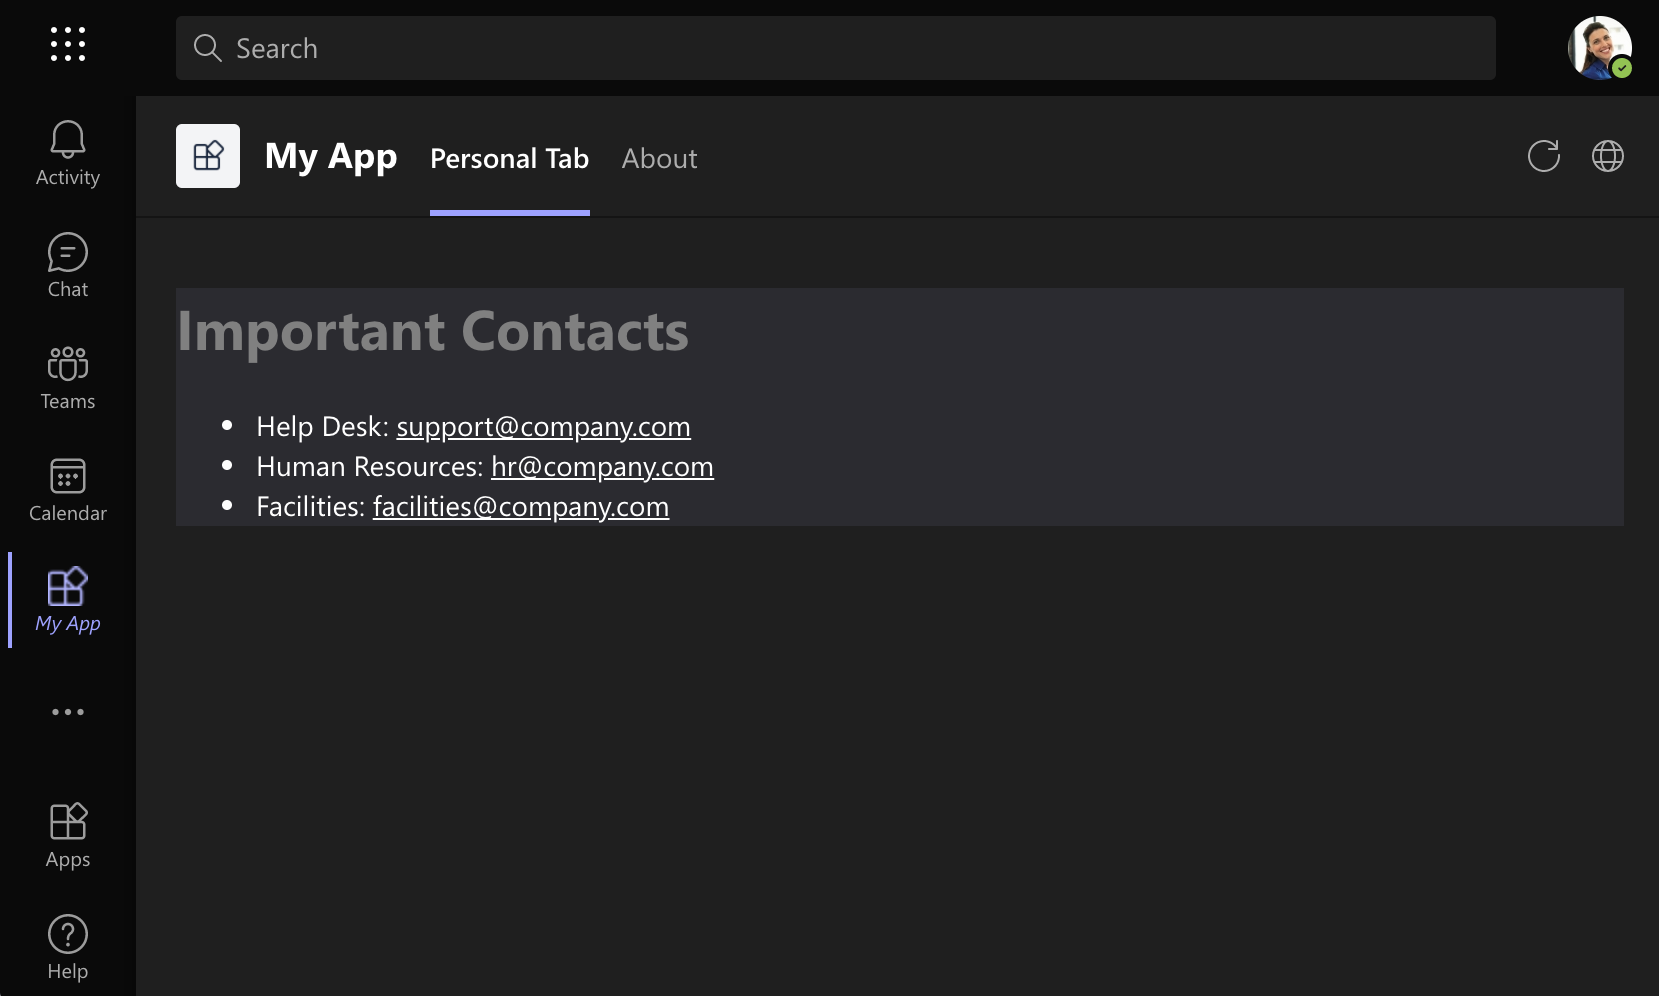 Search
Activity
Chat
Teams
Calendar
My App
Apps
Help
My App
Personal Tab
About
Important Contacts
• Help Desk: support@company.com
• Human Resources: hr@company.com
• Facilities: facilities@company.com